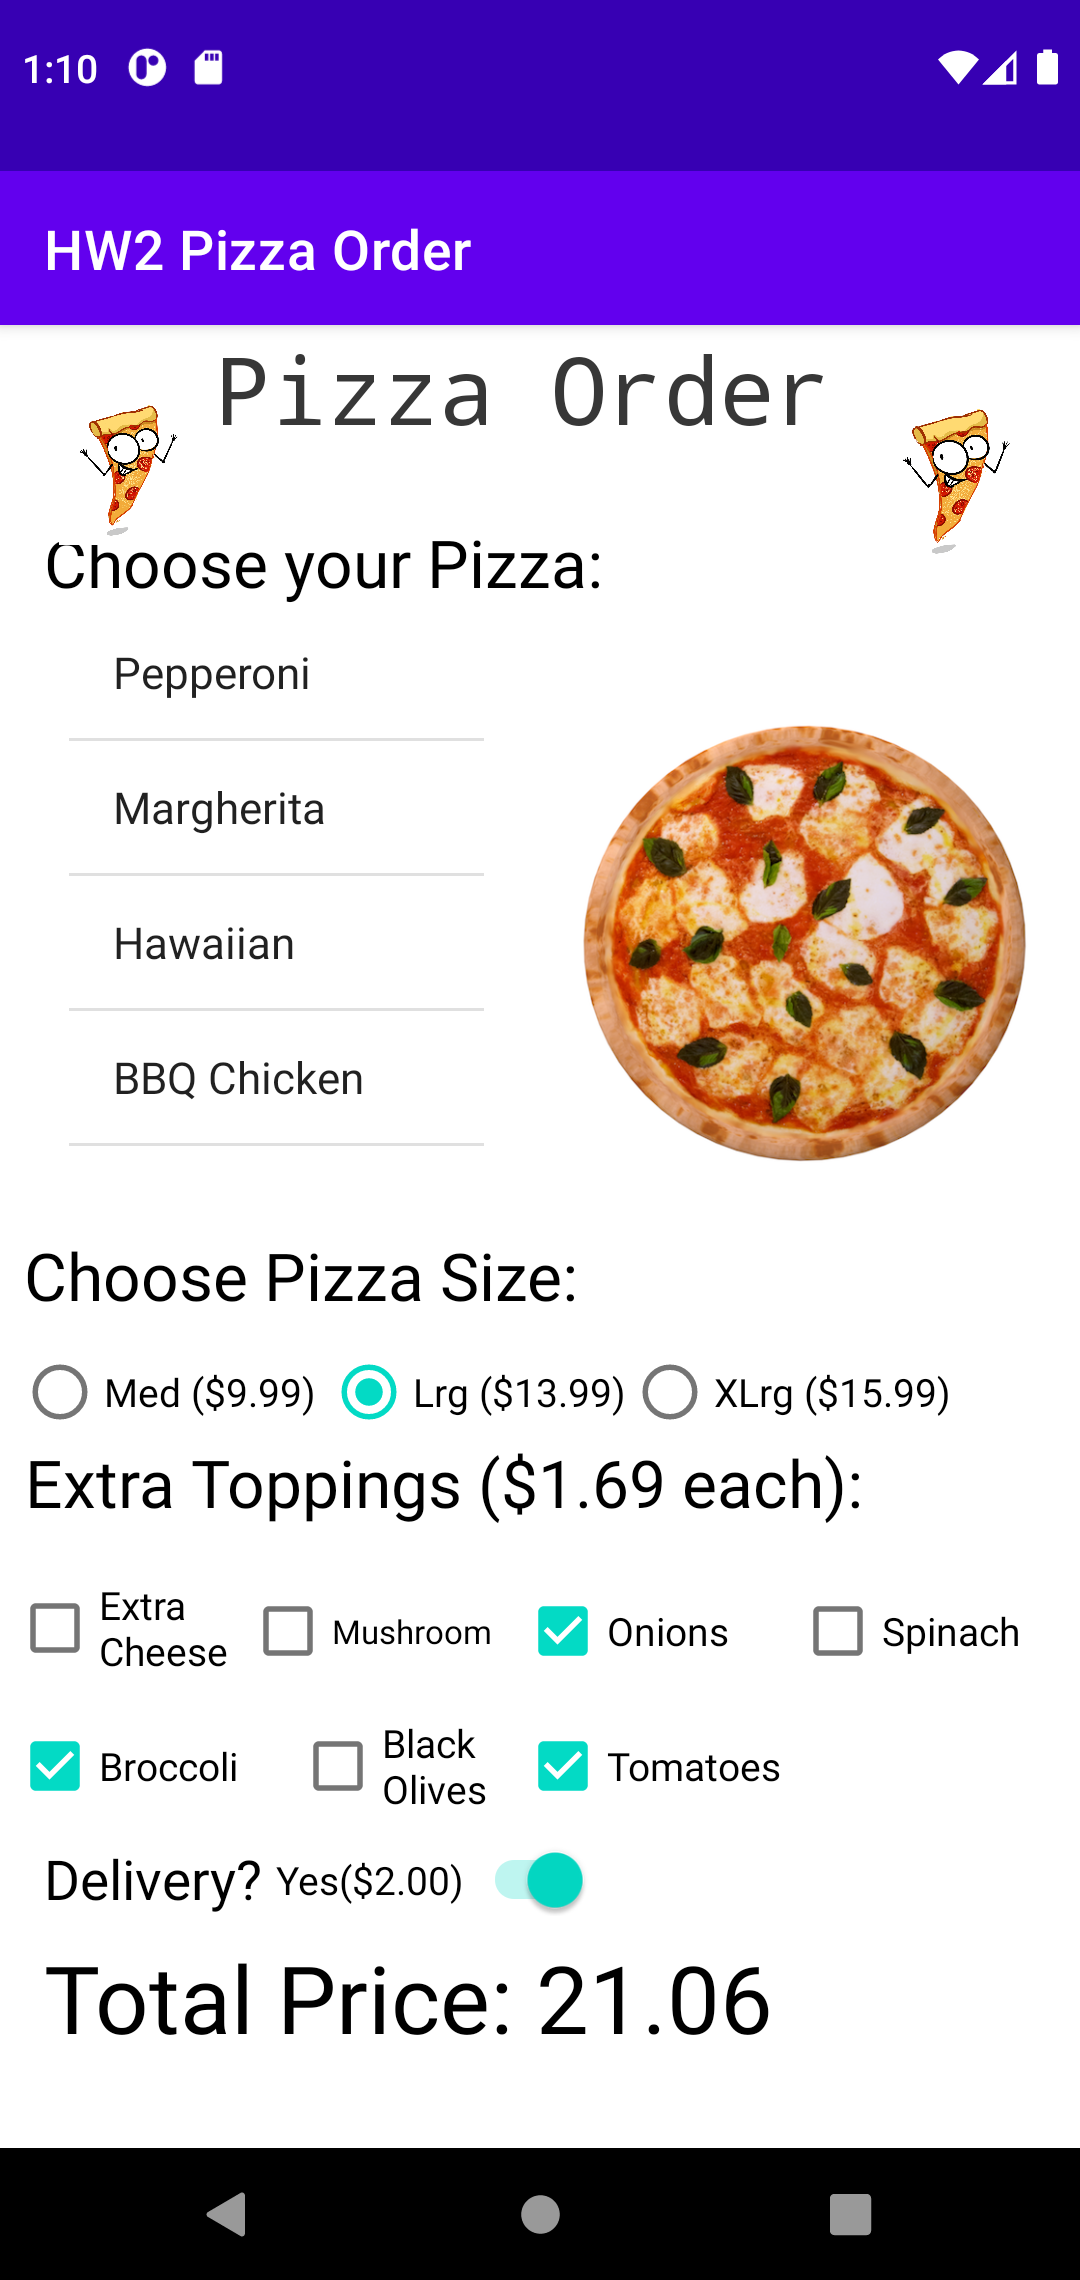 1:10
HW2 Pizza Order
Pizza Order
Choose your Pizza:
Pepperoni
Margherita
Hawaiian
BBQ Chicken
Choose Pizza Size:
Med ($9.99) Lrg ($13.99) XLrg ($15.99)
Extra Toppings ($1.69 each):
Extra
Cheese
Mushroom
Onions
Spinach
Broccoli
Black
Olives
Tomatoes
Delivery? Yes($2.00)
Total Price: 21.06